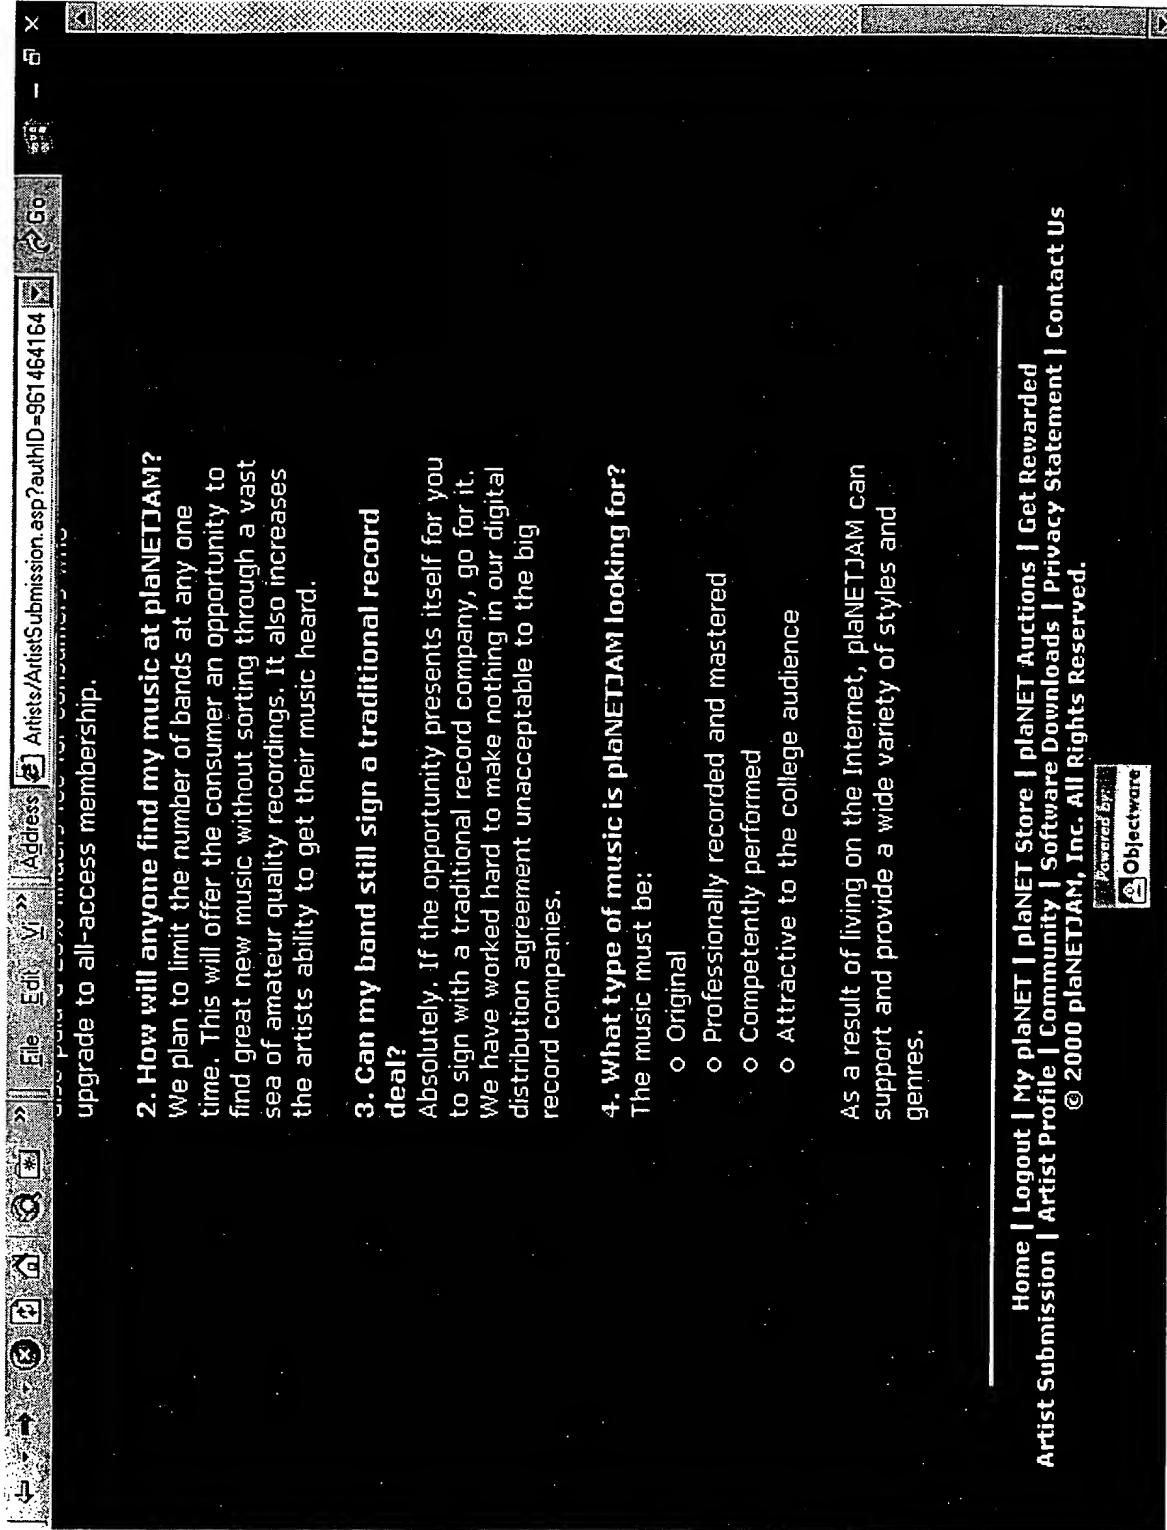 File Edit Vi » Address Artists/ArtistSubmission.asp?authID=961464164 Go
upgrade to all-access membership.
2. How will anyone find my music at plaNETJAM?
We plan to limit the number of bands at any one
time. This will offer the consumer an opportunity to
find great new music without sorting through a vast
sea of amateur quality recordings. It also increases
the artists ability to get their music heard.
3. Can my band still sign a traditional record
deal?
Absolutely. If the opportunity presents itself for you
to sign with a traditional record company, go for it.
We have worked hard to make nothing in our digital
distribution agreement unacceptable to the big
record companies.
4. What type of music is plaNETJAM looking for?
The music must be:
o Original
o Professionally recorded and mastered
o Competently performed
o Attractive to the college audience
As a result of living on the Internet, plaNETJAM can
support and provide a wide variety of styles and
genres.
Home | Logout | My plaNET | plaNET Store | plaNET Auctions | Get Rewarded
Artist Submission | Artist Profile | Community | Software Downloads | Privacy Statement | Contact Us
© 2000 plaNETJAM, Inc. All Rights Reserved.
Powered by:
Objectware